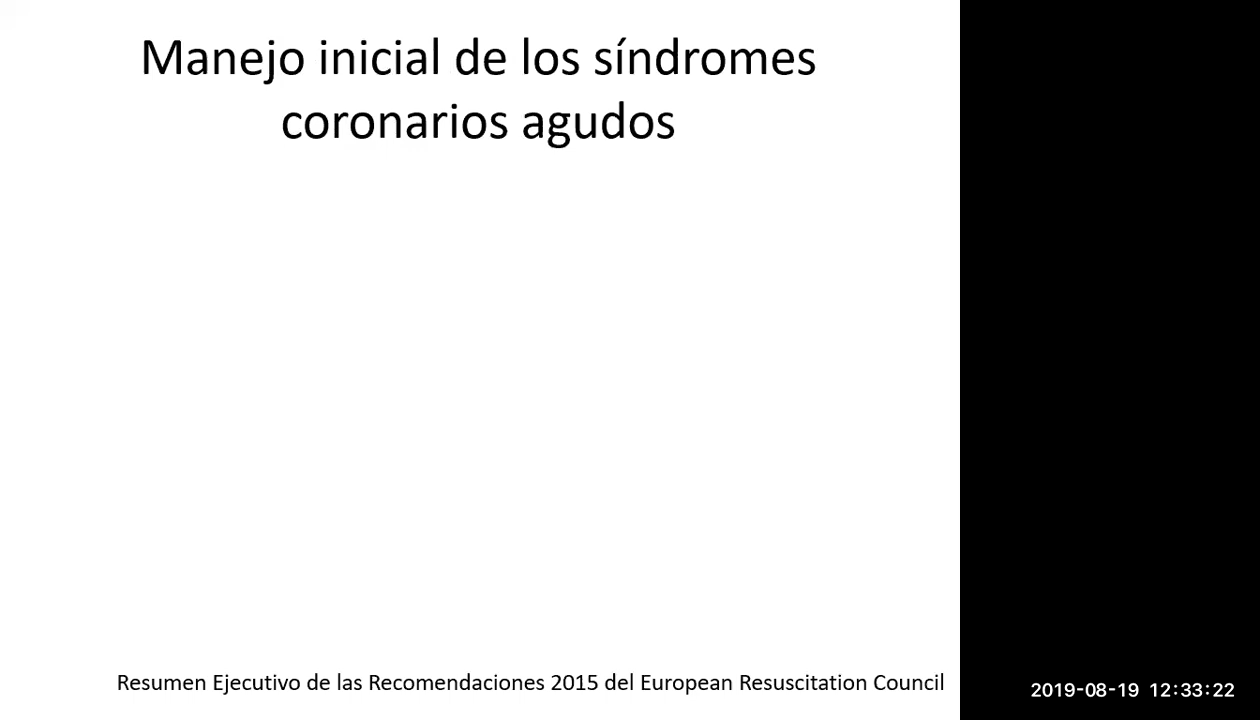 Manejo inicial de los síndromes
coronarios agudos
Resumen Ejecutivo de las Recomendaciones 2015 del European Resuscitation Council
2019-08-19 12:33:22